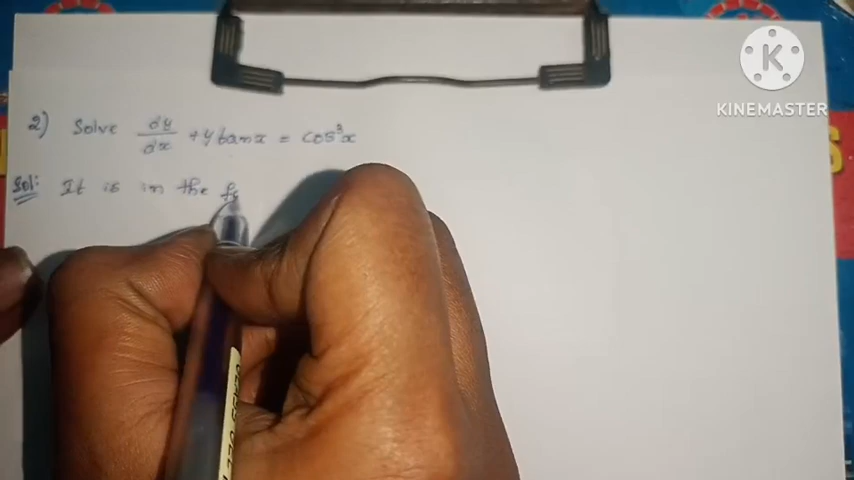 KINEMASTER
2) Solve dy/dx + y tan x = cos³x
Sol: It is in the